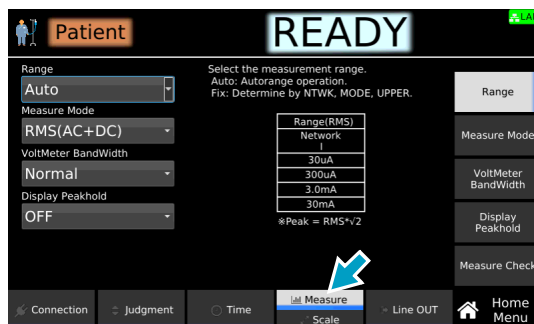 Patient
READY
LAN
Range
Auto
Measure Mode
RMS(AC+DC)
VoltMeter BandWidth
Normal
Display Peakhold
OFF
Select the measurement range.
Auto: Autorange operation.
Fix: Determine by NTWK, MODE, UPPER.
Range(RMS)
Network
I
30uA
300uA
3.0mA
30mA
※Peak = RMS*√2
Range
Measure Mode
VoltMeter
BandWidth
Display
Peakhold
Measure Check
Connection
Judgment
Time
Measure
Scale
Line OUT
Home
Menu